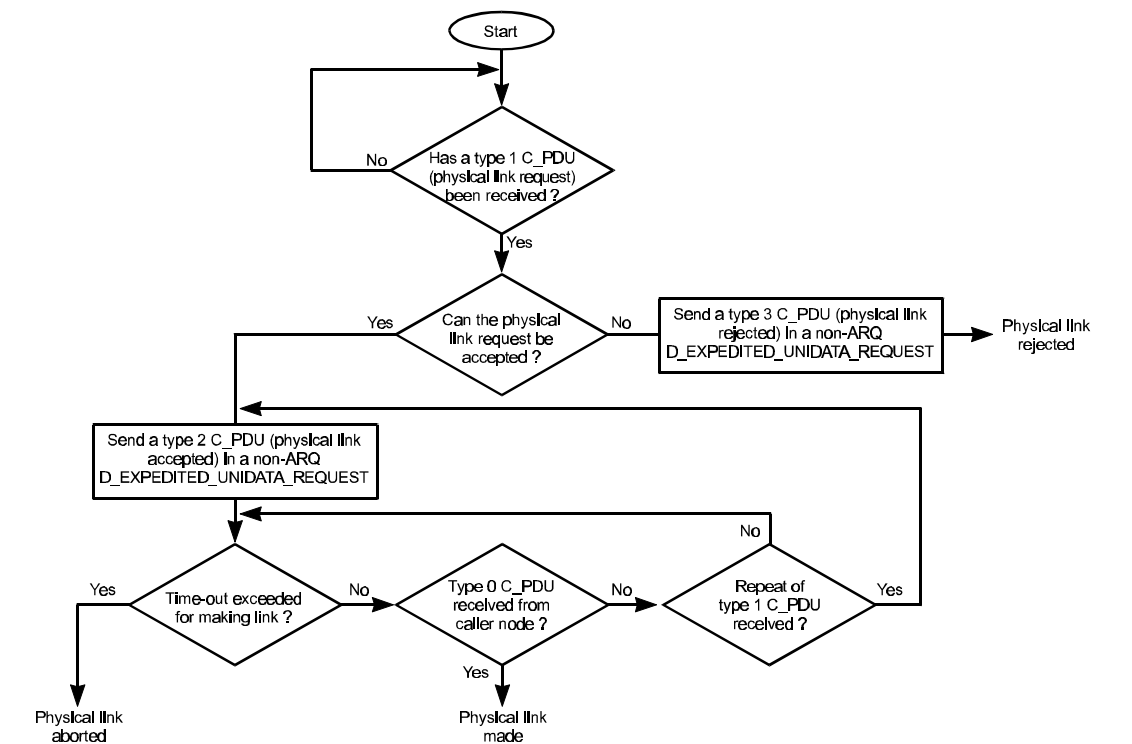 Start
No
Has a type 1 C_PDU
(physical link request)
been received ?
Yes
Yes
Can the physical
link request be
accepted ?
No
Send a type 3 C_PDU (physical link
rejected) in a non-ARQ
D_EXPEDITED_UNIDATA_REQUEST
Physical link
rejected
Send a type 2 C_PDU (physical link
accepted) in a non-ARQ
D_EXPEDITED_UNIDATA_REQUEST
No
Yes
Time-out exceeded
for making link ?
No
Type 0 C_PDU
received from
caller node ?
No
Repeat of
type 1 C_PDU
received ?
Yes
Yes
Physical link
aborted
Physical link
made